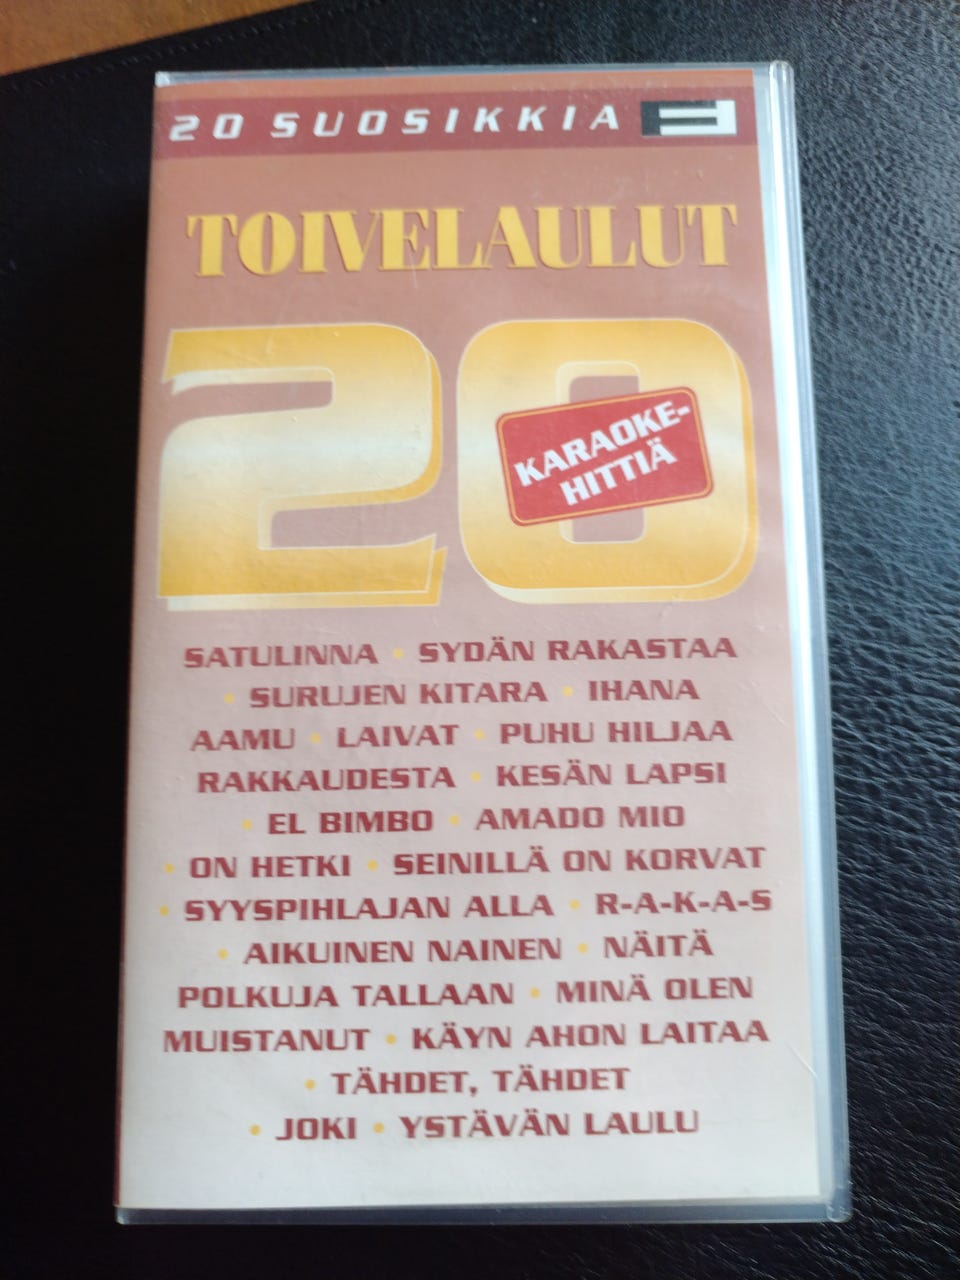 20 SUOSIKKIA
TOIVELAULUT
20
KARAOKE-
HITTIÄ
SATULINNA • SYDÄN RAKASTAA
• SURUJEN KITARA • IHANA
AAMU • LAIVAT • PUHU HILJAA
RAKKAUDESTA • KESÄN LAPSI
• EL BIMBO • AMADO MIO
• ON HETKI • SEINILLÄ ON KORVAT
• SYYSPIHLAJAN ALLA • R-A-K-A-S
• AIKUINEN NAINEN • NÄITÄ
POLKUJA TALLAAN • MINÄ OLEN
MUISTANUT • KÄYN AHON LAITAA
• TÄHDET, TÄHDET
• JOKI • YSTÄVÄN LAULU